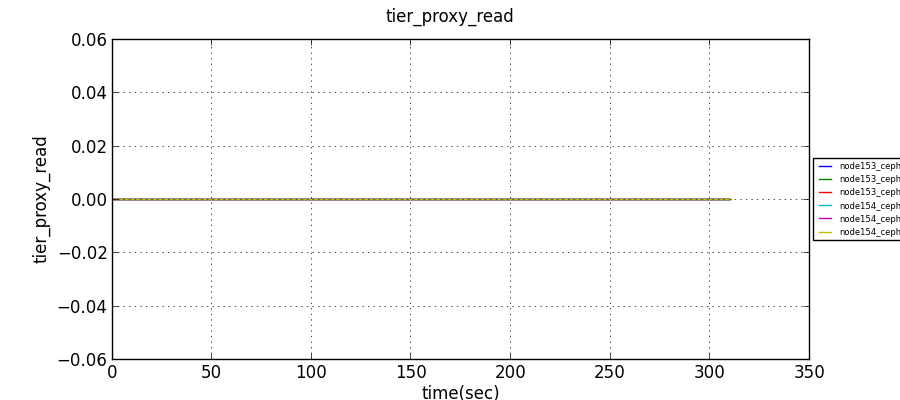 tier_proxy_read
0.06
0.04
0.02
0.00
−0.02
−0.04
−0.06
tier_proxy_read
0 50 100 150 200 250 300 350
time(sec)
node153_ceph
node153_ceph
node153_ceph
node154_ceph
node154_ceph
node154_ceph